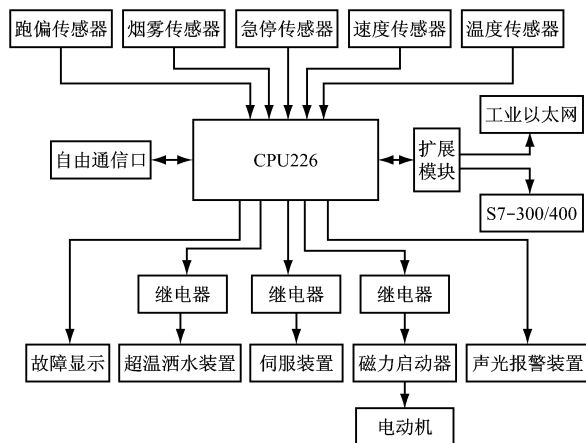 跑偏传感器
烟雾传感器
急停传感器
速度传感器
温度传感器
自由通信口
CPU226
扩展
模块
工业以太网
S7-300/400
继电器
继电器
继电器
故障显示
超温洒水装置
伺服装置
磁力启动器
声光报警装置
电动机